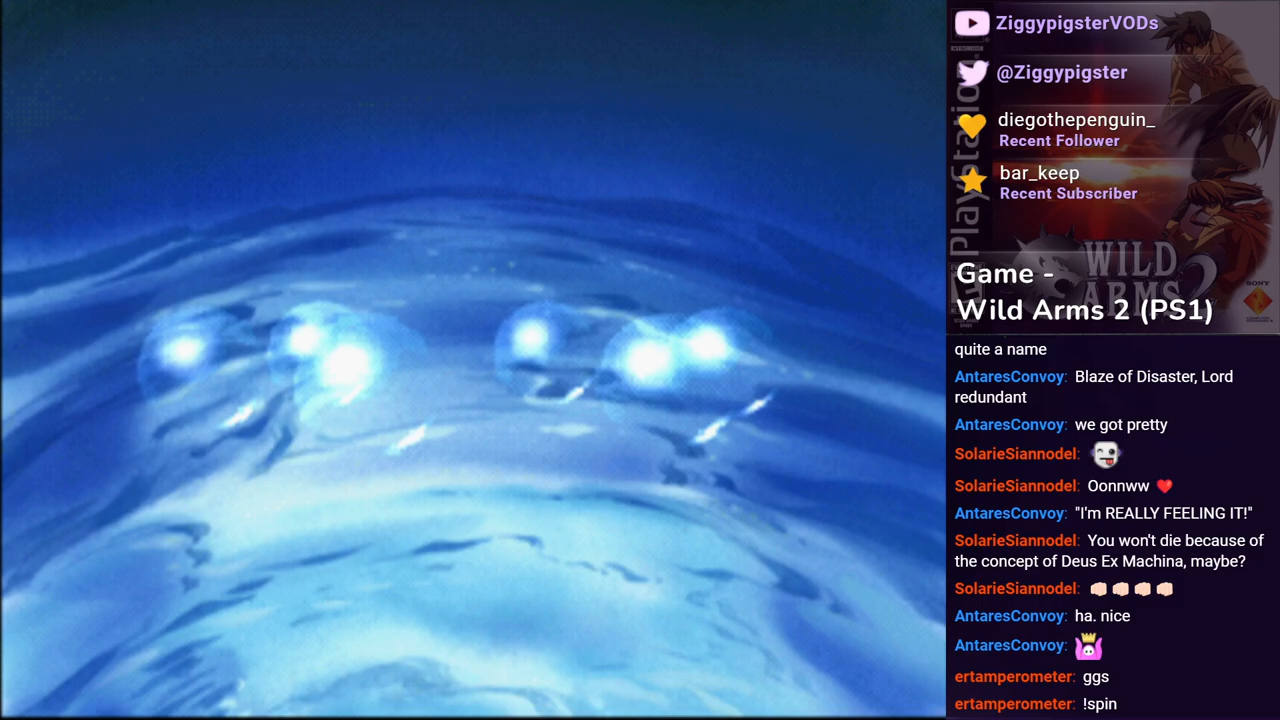 ZiggypigsterVODs
@Ziggypigster
diegothepenguin_
Recent Follower
bar_keep
Recent Subscriber
PlayStation
WILD
ARMS 2
SONY
Game -
Wild Arms 2 (PS1)
quite a name
AntaresConvoy: Blaze of Disaster, Lord
redundant
AntaresConvoy: we got pretty
SolarieSiannodel:
SolarieSiannodel: Oonnww ❤️
AntaresConvoy: "I'm REALLY FEELING IT!"
SolarieSiannodel: You won't die because of
the concept of Deus Ex Machina, maybe?
SolarieSiannodel: 👊🏻 👊🏻 👊🏻 👊🏻
AntaresConvoy: ha. nice
AntaresConvoy:
ertamperometer: ggs
ertamperometer: !spin